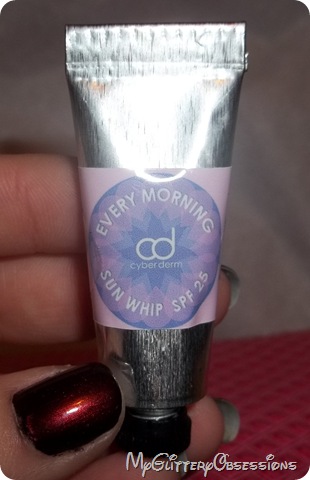 EVERY MORNING
cd
cyberderm
SUN WHIP SPF 25
MyGlitteryObsessions